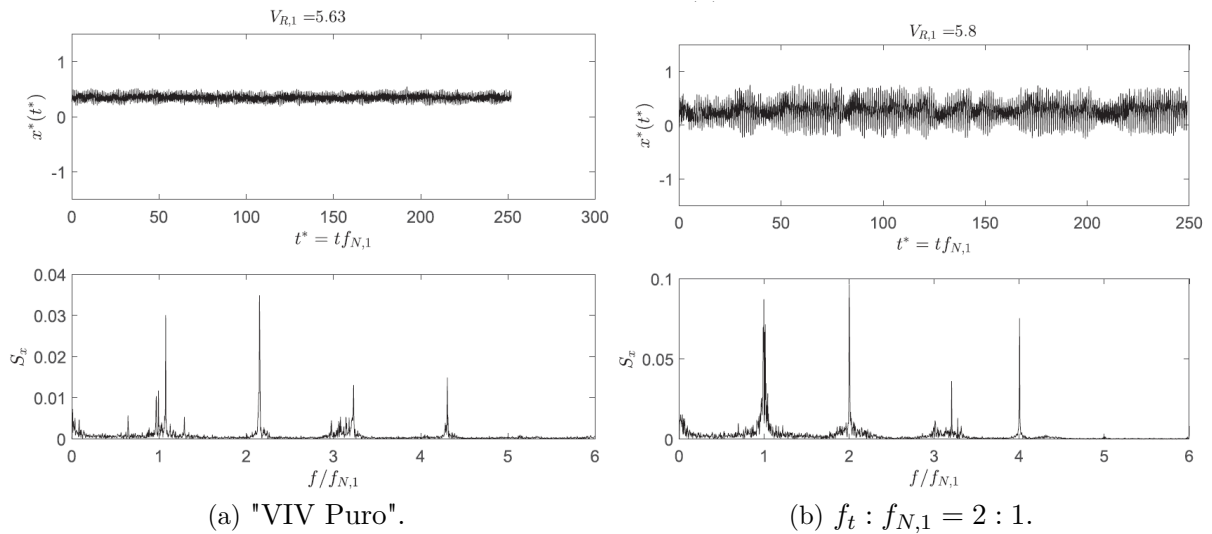 V_{R,1} =5.63
1
0
-1
x*(t*)
0 50 100 150 200 250 300
t* = tf_{N,1}
0.04
0.03
0.02
0.01
0
S_x
0 1 2 3 4 5 6
f/f_{N,1}
(a) "VIV Puro".
V_{R,1} =5.8
1
0
-1
x*(t*)
0 50 100 150 200 250
t* = tf_{N,1}
0.1
0.05
0
S_x
0 1 2 3 4 5 6
f/f_{N,1}
(b) f_t : f_{N,1} = 2 : 1.